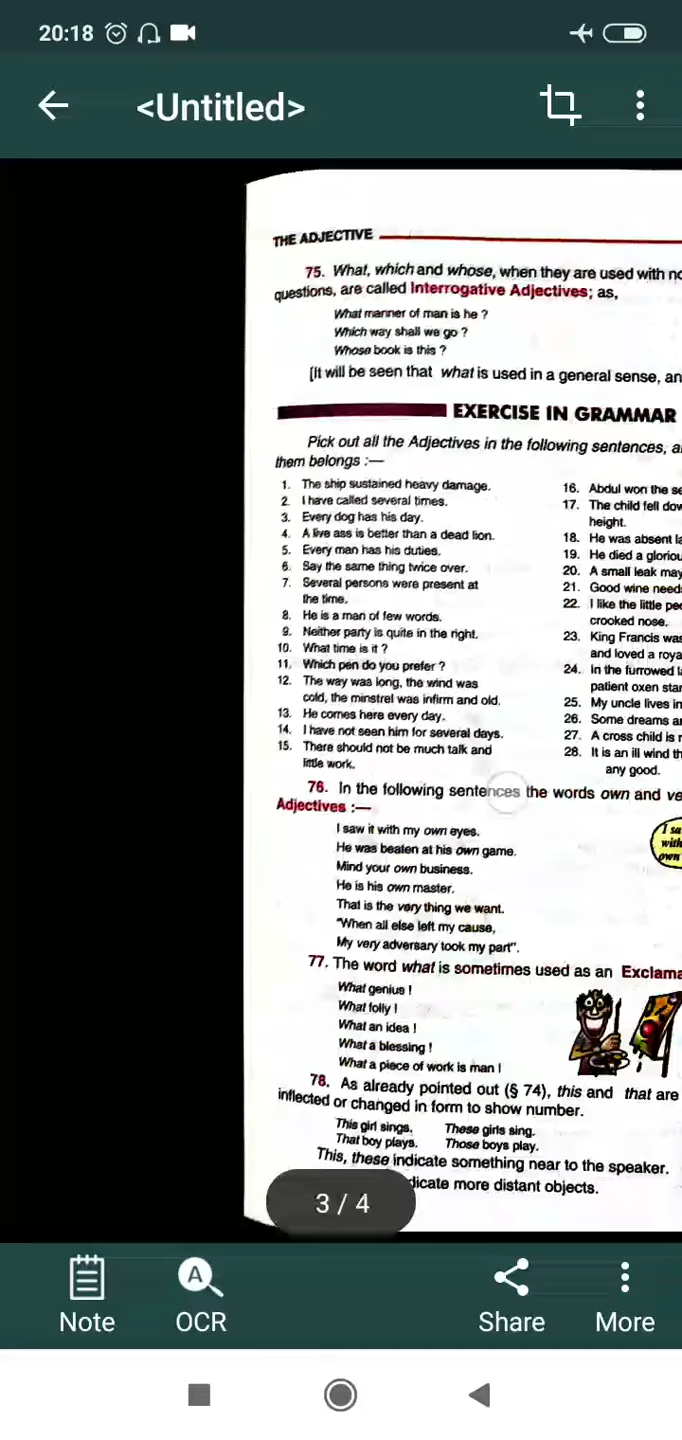 20:18
<Untitled>
THE ADJECTIVE
75. What, which and whose, when they are used with
questions, are called Interrogative Adjectives; as,
What manner of man is he ?
Which way shall we go ?
Whose book is this ?
[It will be seen that what is used in a general sense,
EXERCISE IN GRAMMAR
Pick out all the Adjectives in the following sentences,
them belongs :—
1. The ship sustained heavy damage.
2. I have called several times.
3. Every dog has his day.
4. A live ass is better than a dead lion.
5. Every man has his duties.
6. Say the same thing twice over.
7. Several persons were present at
the time.
8. He is a man of few words.
9. Neither party is quite in the right.
10. What time is it ?
11. Which pen do you prefer ?
12. The way was long, the wind was
cold, the minstrel was infirm and old.
13. He comes here every day.
14. I have not seen him for several days.
15. There should not be much talk and
little work.
16. Abdul won the
17. The child fell
height.
18. He was absent
19. He died a
20. A small leak may
21. Good wine
22. I like the little
crooked nose.
23. King Francis was
and loved a
24. In the furrowed
patient oxen
25. My uncle lives in
26. Some dreams
27. A cross child is
28. It is an ill wind
any good.
76. In the following sentences the words own and
Adjectives :—
I saw it with my own eyes.
He was beaten at his own game.
Mind your own business.
He is his own master.
That is the very thing we want.
"When all else left my cause,
My very adversary took my part".
I
with
own
77. The word what is sometimes used as an
What genius !
What folly !
What an idea !
What a blessing !
What a piece of work is man !
78. As already pointed out (§ 74), this and that are
inflected or changed in form to show number.
This girl sings. These girls sing.
That boy plays. Those boys play.
This, these indicate something near to the speaker.
dicate more distant objects.
3 / 4
Note OCR Share More